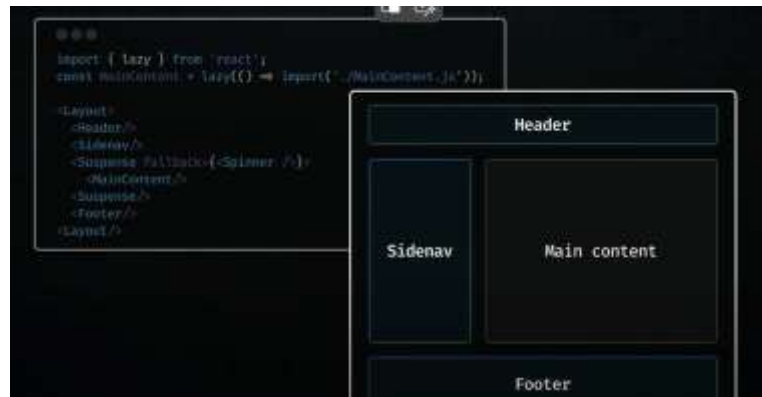 import { lazy } from 'react';
const MainContent = lazy(() => import('./MainContent.js'));
<Layout>
<Header/>
<Sidenav/>
<Suspense fallback={<Spinner />}>
<MainContent/>
<Suspense/>
<Footer/>
<Layout/>
Header
Sidenav
Main content
Footer